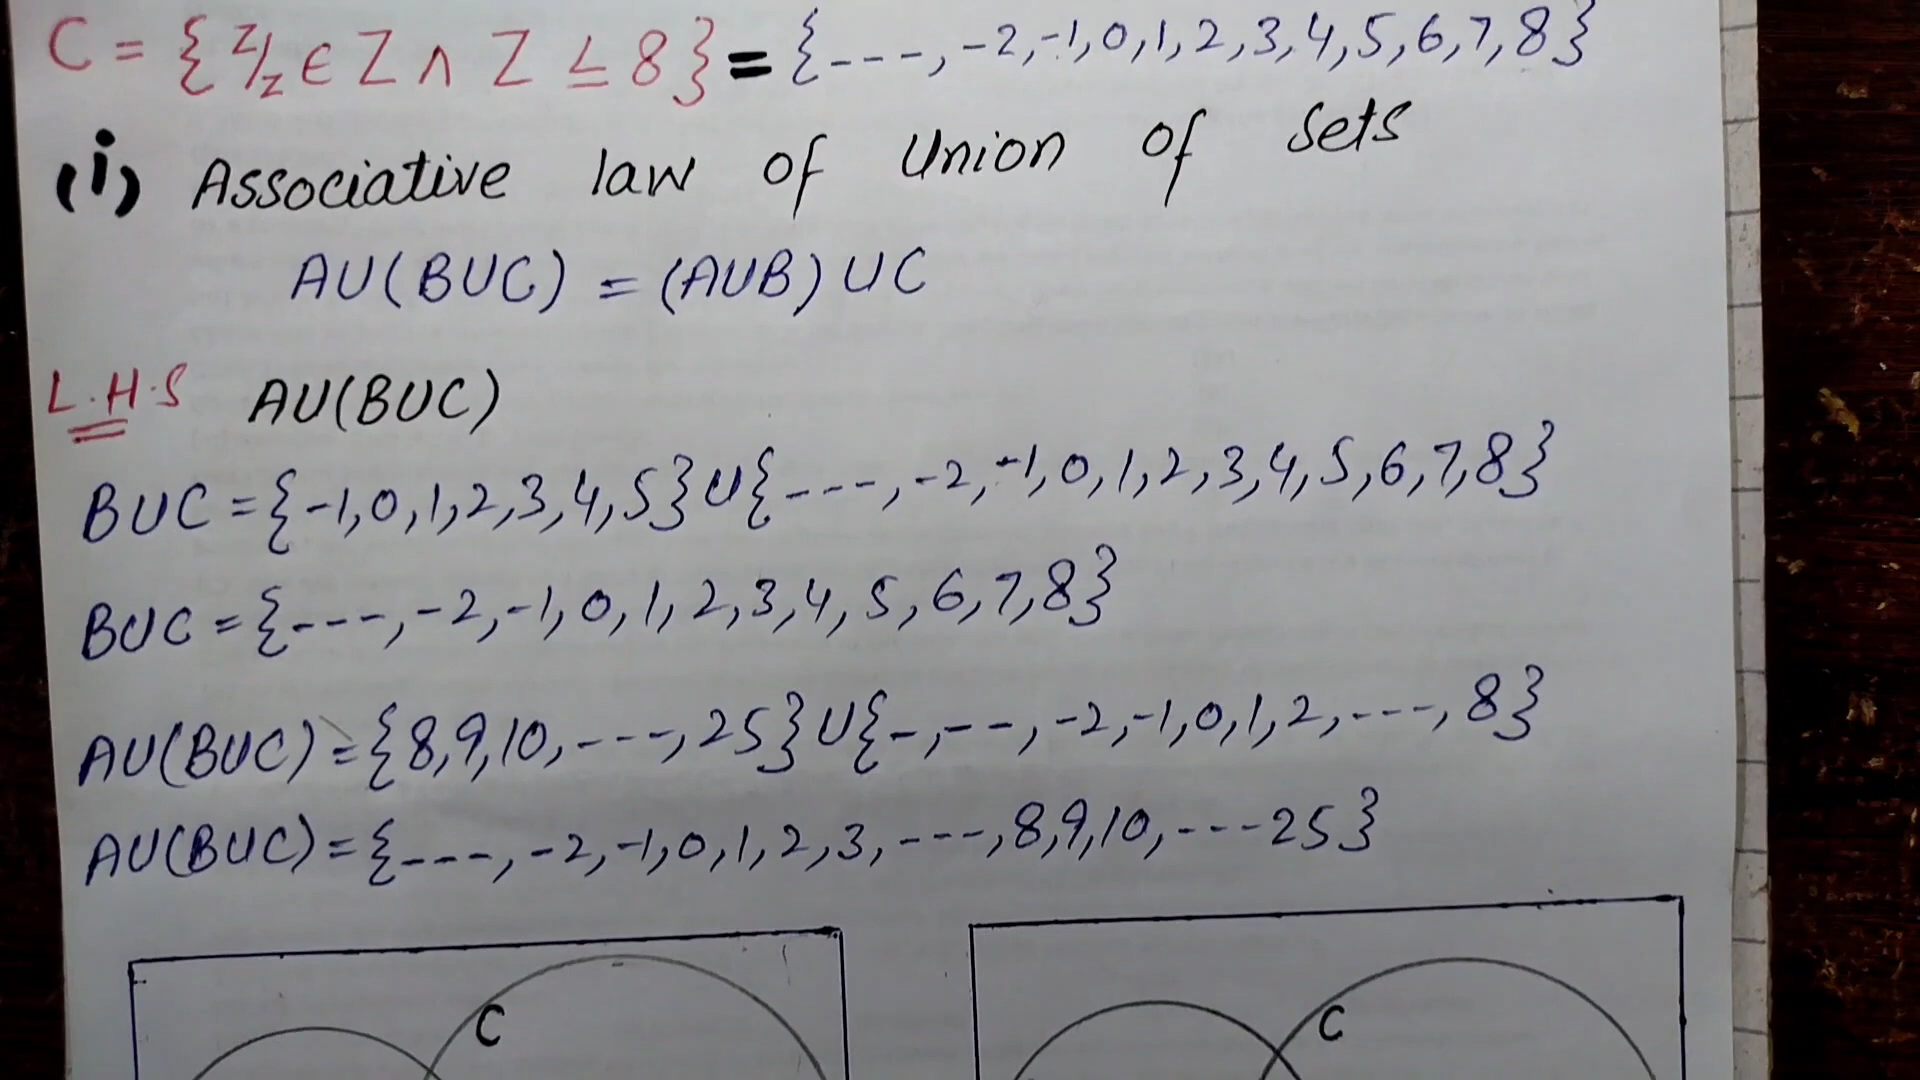 C = {z/z ∈ Z ∧ Z ≤ 8} = {---, -2, -1, 0, 1, 2, 3, 4, 5, 6, 7, 8}
(i) Associative law of Union of Sets
AU(BUC) = (AUB) UC
L.H.S AU(BUC)
BUC = {-1, 0, 1, 2, 3, 4, 5} U {---, -2, -1, 0, 1, 2, 3, 4, 5, 6, 7, 8}
BUC = {---, -2, -1, 0, 1, 2, 3, 4, 5, 6, 7, 8}
AU(BUC) = {8, 9, 10, ---, 25} U {-, --, -2, -1, 0, 1, 2, ---, 8}
AU(BUC) = {---, -2, -1, 0, 1, 2, 3, ---, 8, 9, 10, --- 25}
C C